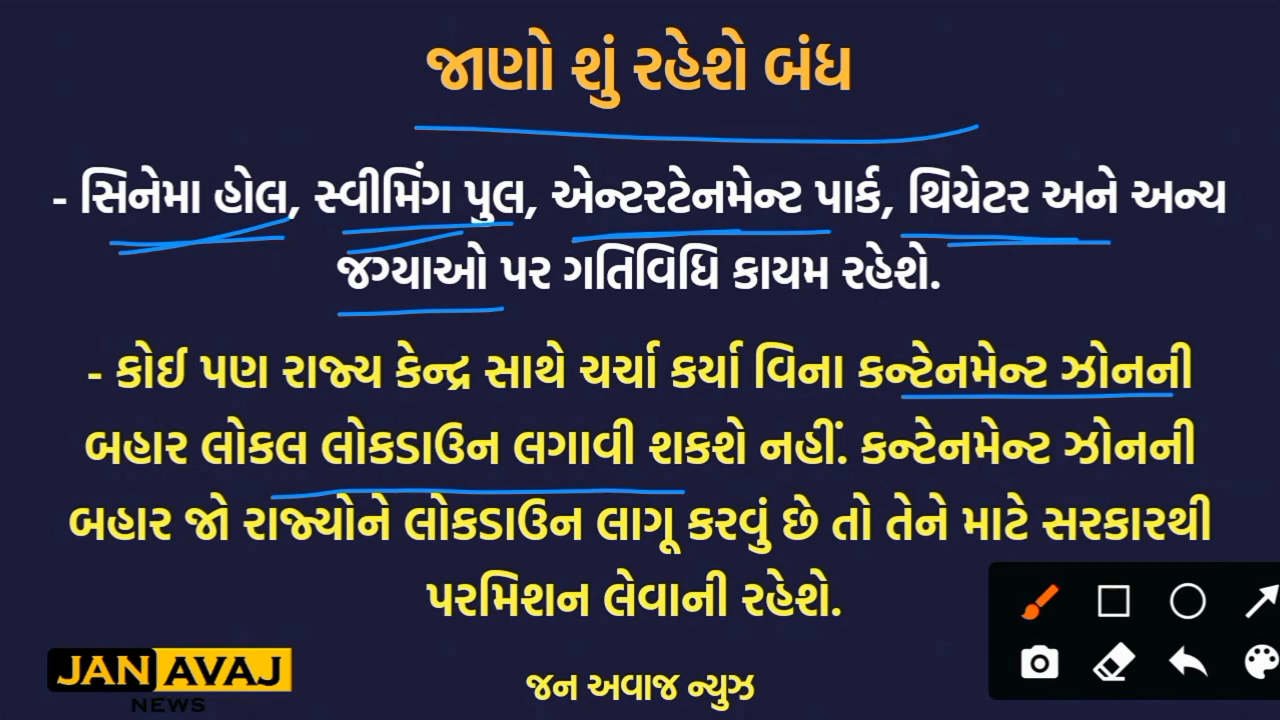 જાણો શું રહેશે બંધ
- સિનેમા હોલ, સ્વીમિંગ પુલ, એન્ટરટેનમેન્ટ પાર્ક, થિયેટર અને અન્ય
જગ્યાઓ પર ગતિવિધિ કાયમ રહેશે.
- કોઈ પણ રાજ્ય કેન્દ્ર સાથે ચર્ચા કર્યા વિના કન્ટેનમેન્ટ ઝોનની
બહાર લોકલ લોકડાઉન લગાવી શકશે નહીં. કન્ટેનમેન્ટ ઝોનની
બહાર જો રાજ્યોને લોકડાઉન લાગૂ કરવું છે તો તેને માટે સરકારથી
પરમિશન લેવાની રહેશે.
JAN AVAJ
NEWS
જન અવાજ ન્યુઝ